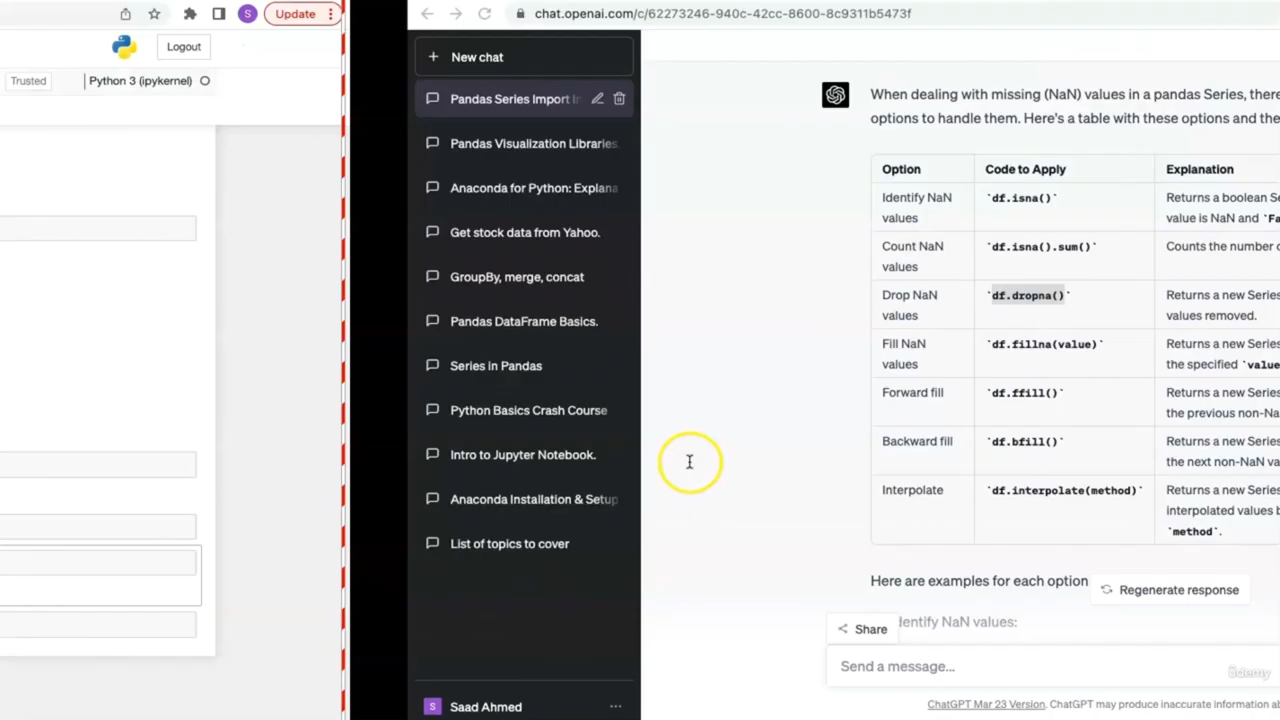 Update
Logout
Trusted
Python 3 (ipykernel)
chat.openai.com/c/62273246-940c-42cc-8600-8c9311b5473f
New chat
Pandas Series Import
Pandas Visualization Libraries.
Anaconda for Python: Explana
Get stock data from Yahoo.
GroupBy, merge, concat
Pandas DataFrame Basics.
Series in Pandas
Python Basics Crash Course
Intro to Jupyter Notebook.
Anaconda Installation & Setup
List of topics to cover
S Saad Ahmed
When dealing with missing (NaN) values in a pandas Series, there
options to handle them. Here's a table with these options and the
Option Code to Apply Explanation
Identify NaN `df.isna()` Returns a boolean Se
values value is NaN and `Fa
Count NaN `df.isna().sum()` Counts the number o
values
Drop NaN `df.dropna()` Returns a new Series
values values removed.
Fill NaN `df.fillna(value)` Returns a new Series
values the specified `value
Forward fill `df.ffill()` Returns a new Series
the previous non-Na
Backward fill `df.bfill()` Returns a new Series
the next non-NaN va
Interpolate `df.interpolate(method)` Returns a new Series
interpolated values b
`method`.
Here are examples for each option
Regenerate response
dentify NaN values:
Share
Send a message...
ûdemy
ChatGPT Mar 23 Version. ChatGPT may produce inaccurate information a